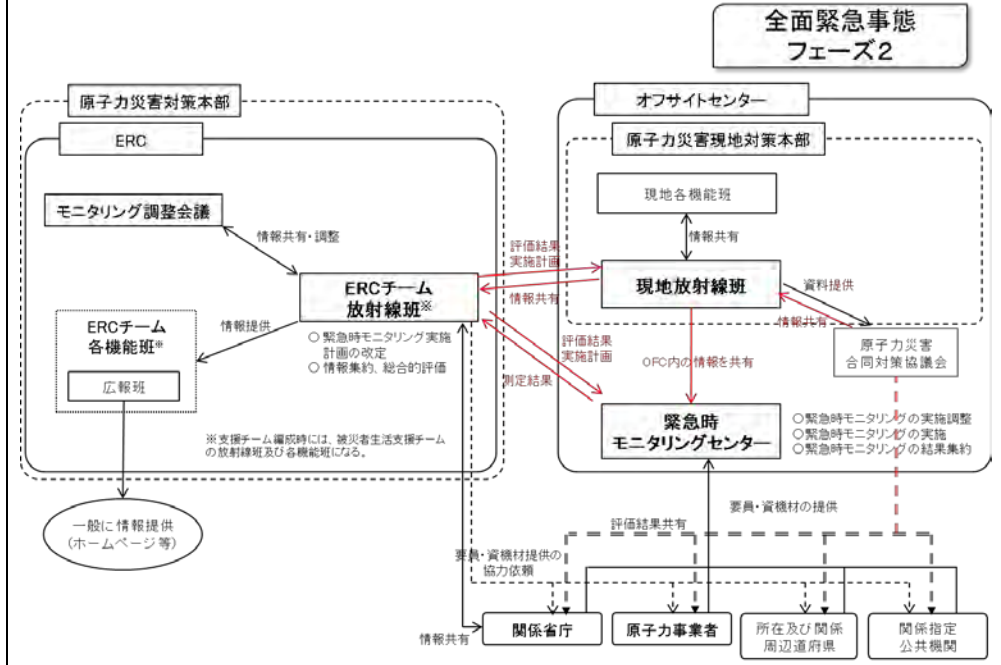 全面緊急事態
フェーズ2
原子力災害対策本部
ERC
オフサイトセンター
原子力災害現地対策本部
モニタリング調整会議
情報共有・調整
ERCチーム
放射線班※
○ 緊急時モニタリング実施
計画の改定
○ 情報集約、総合的評価
情報提供
ERCチーム
各機能班※
広報班
※支援チーム編成時には、被災者生活支援チーム
の放射線班及び各機能班になる。
一般に情報提供
(ホームページ等)
評価結果
実施計画
情報共有
評価結果
実施計画
測定結果
現地各機能班
情報共有
現地放射線班
資料提供
情報共有
原子力災害
合同対策協議会
OFC内の情報を共有
緊急時
モニタリングセンター
○緊急時モニタリングの実施調整
○緊急時モニタリングの実施
○緊急時モニタリングの結果集約
要員・資機材の提供
評価結果共有
要員・資機材提供の
協力依頼
情報共有
関係省庁
原子力事業者
所在及び関係
周辺道府県
関係指定
公共機関